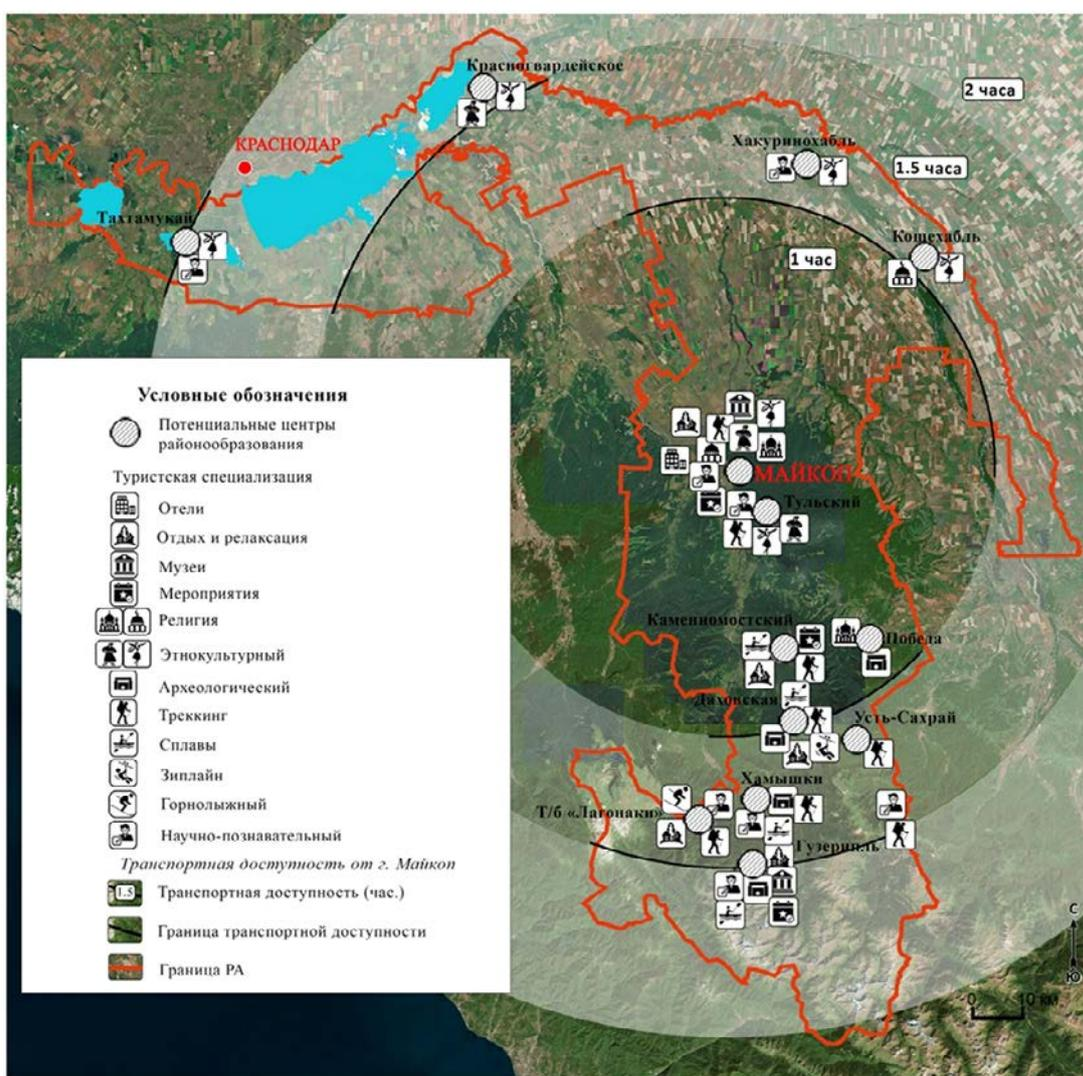 Красногвардейское
2 часа
КРАСНОДАР
Хакуринохабль
1.5 часа
Тахтамукай
Кошехабль
1 час
МАЙКОП
Тульский
Каменномостский
Победа
Даховская
Усть-Сахрай
Хамышки
Т/б «Лагонаки»
Гузерипль
Условные обозначения
Потенциальные центры
районообразования
Туристская специализация
Отели
Отдых и релаксация
Музеи
Мероприятия
Религия
Этнокультурный
Археологический
Треккинг
Сплавы
Зиплайн
Горнолыжный
Научно-познавательный
Транспортная доступность от г. Майкоп
1.5
Транспортная доступность (час.)
Граница транспортной доступности
Граница РА
С
Ю
0 10 км